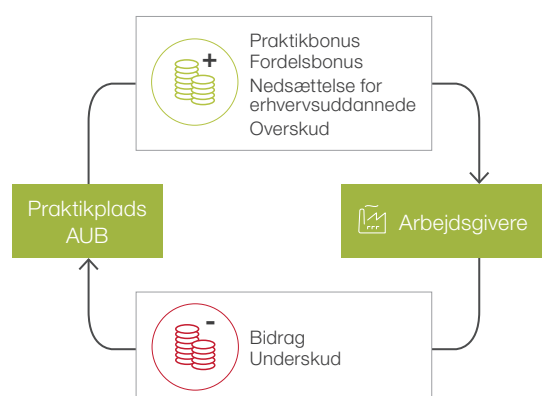 Praktikbonus
Fordelsbonus
Nedsættelse for
erhvervsuddannede
Overskud
Praktikplads
AUB
Arbejdsgivere
Bidrag
Underskud